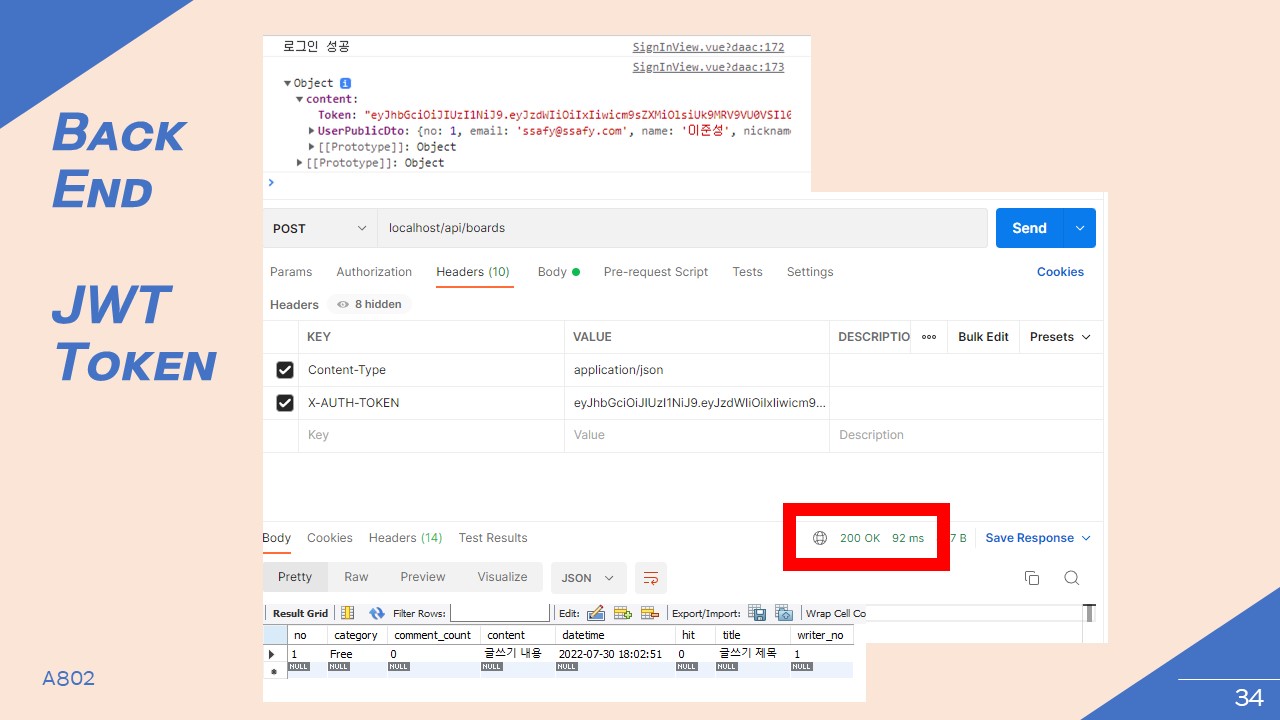 BACK
END
JWT
TOKEN
로그인 성공 SignInView.vue?daac:172
SignInView.vue?daac:173
Object i
content:
Token: "eyJhbGciOiJIUzI1NiJ9.eyJzdWIiOiIxIiwicm9sZXMiOlsiUk9MRV9VU0VSIl0
UserPublicDto: {no: 1, email: 'ssafy@ssafy.com', name: '이준성', nickname
[[Prototype]]: Object
[[Prototype]]: Object
POST localhost/api/boards Send
Params Authorization Headers (10) Body Pre-request Script Tests Settings Cookies
Headers 8 hidden
KEY VALUE DESCRIPTIO Bulk Edit Presets
Content-Type application/json
X-AUTH-TOKEN eyJhbGciOiJIUzI1NiJ9.eyJzdWIiOiIxIiwicm9...
Key Value Description
Body Cookies Headers (14) Test Results 200 OK 92 ms 7 B Save Response
Pretty Raw Preview Visualize JSON
Result Grid Filter Rows: Edit: Export/Import: Wrap Cell Co
no category comment_count content datetime hit title writer_no
1 Free 0 글쓰기 내용 2022-07-30 18:02:51 0 글쓰기 제목 1
NULL NULL NULL NULL NULL NULL NULL NULL
A802
34